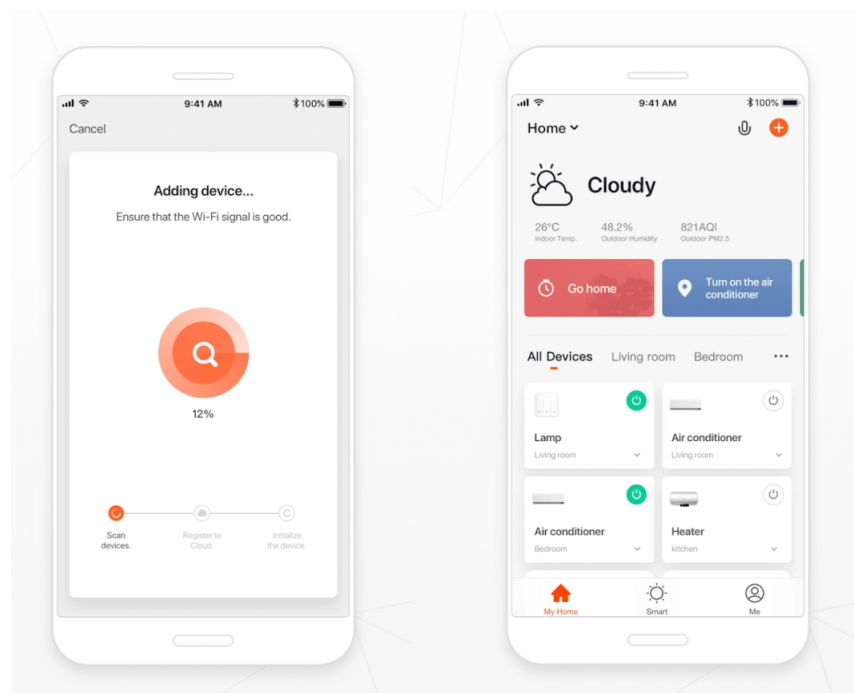 9:41 AM
100%
Cancel
Adding device...
Ensure that the Wi-Fi signal is good.
12%
Scan
devices.
Register to
Cloud.
Initialize
the device.
9:41 AM
100%
Home
Cloudy
26°C
Indoor Temp.
48.2%
Outdoor Humidity
821AQI
Outdoor PM2.5
Go home
Turn on the air
conditioner
All Devices
Living room
Bedroom
Lamp
Living room
Air conditioner
Living room
Air conditioner
Bedroom
Heater
kitchen
My Home
Smart
Me